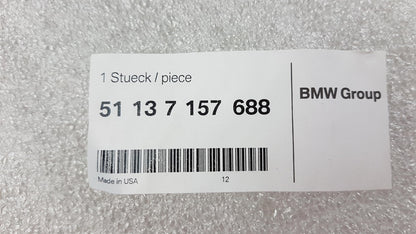 1 Stueck / piece
51 13 7 157 688
BMW Group
Made in USA 12